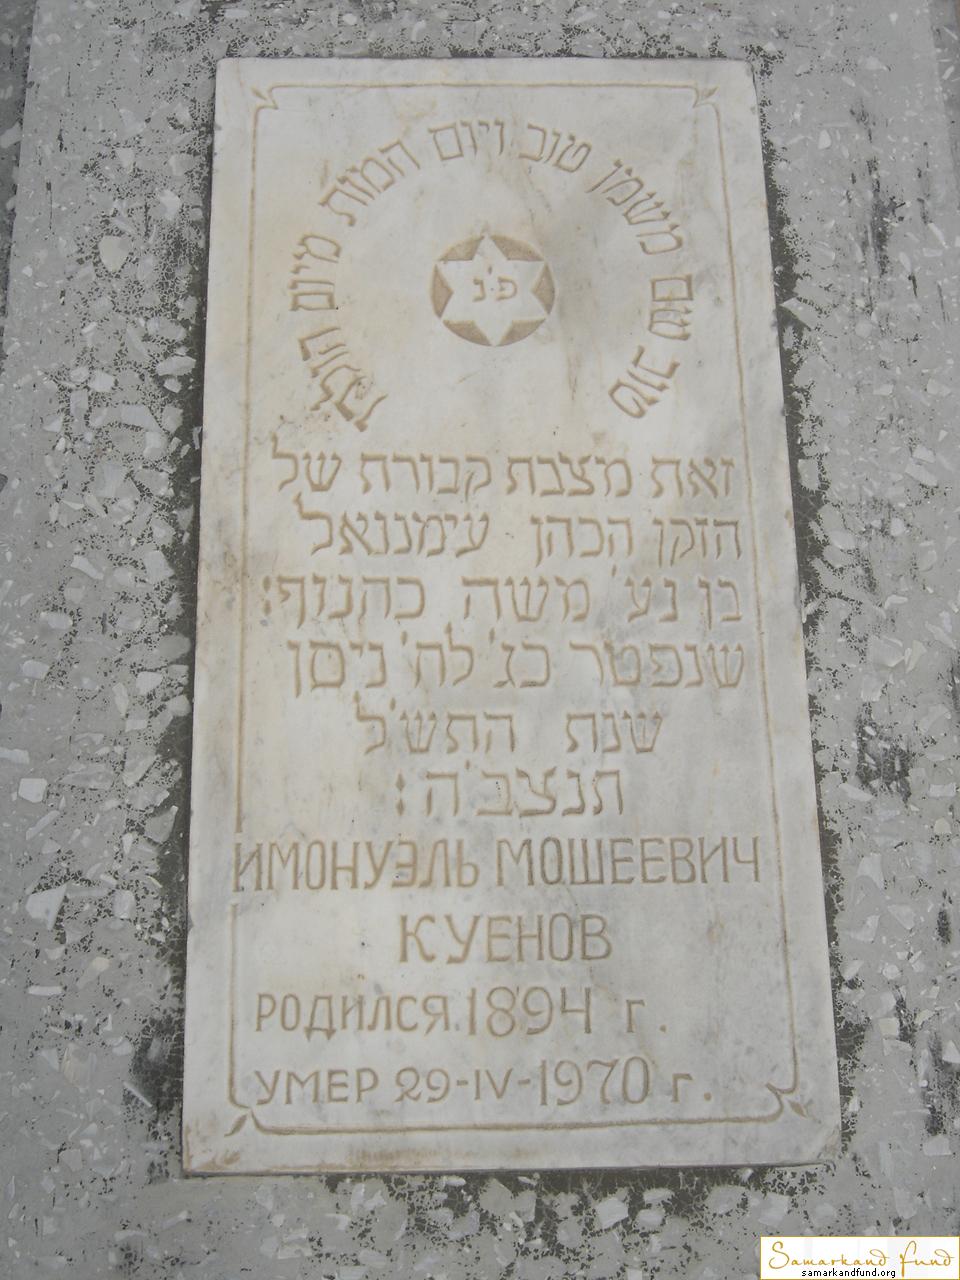 טוב שם משמן טוב ויום המות מיום הולדו
פ׳נ
זאת מצבת קבורת של
הזקן הכהן עימנואל
בן נע׳ משה כהנוף:
שנפטר כג׳ לח׳ ניסן
שנת התש׳ל
תנצב׳ה:
ИМОНУЭЛЬ МОШЕЕВИЧ
КУЕНОВ
РОДИЛСЯ 1894 г.
УМЕР 29-IV-1970 г.
Samarkand Fund
samarkandfund.org